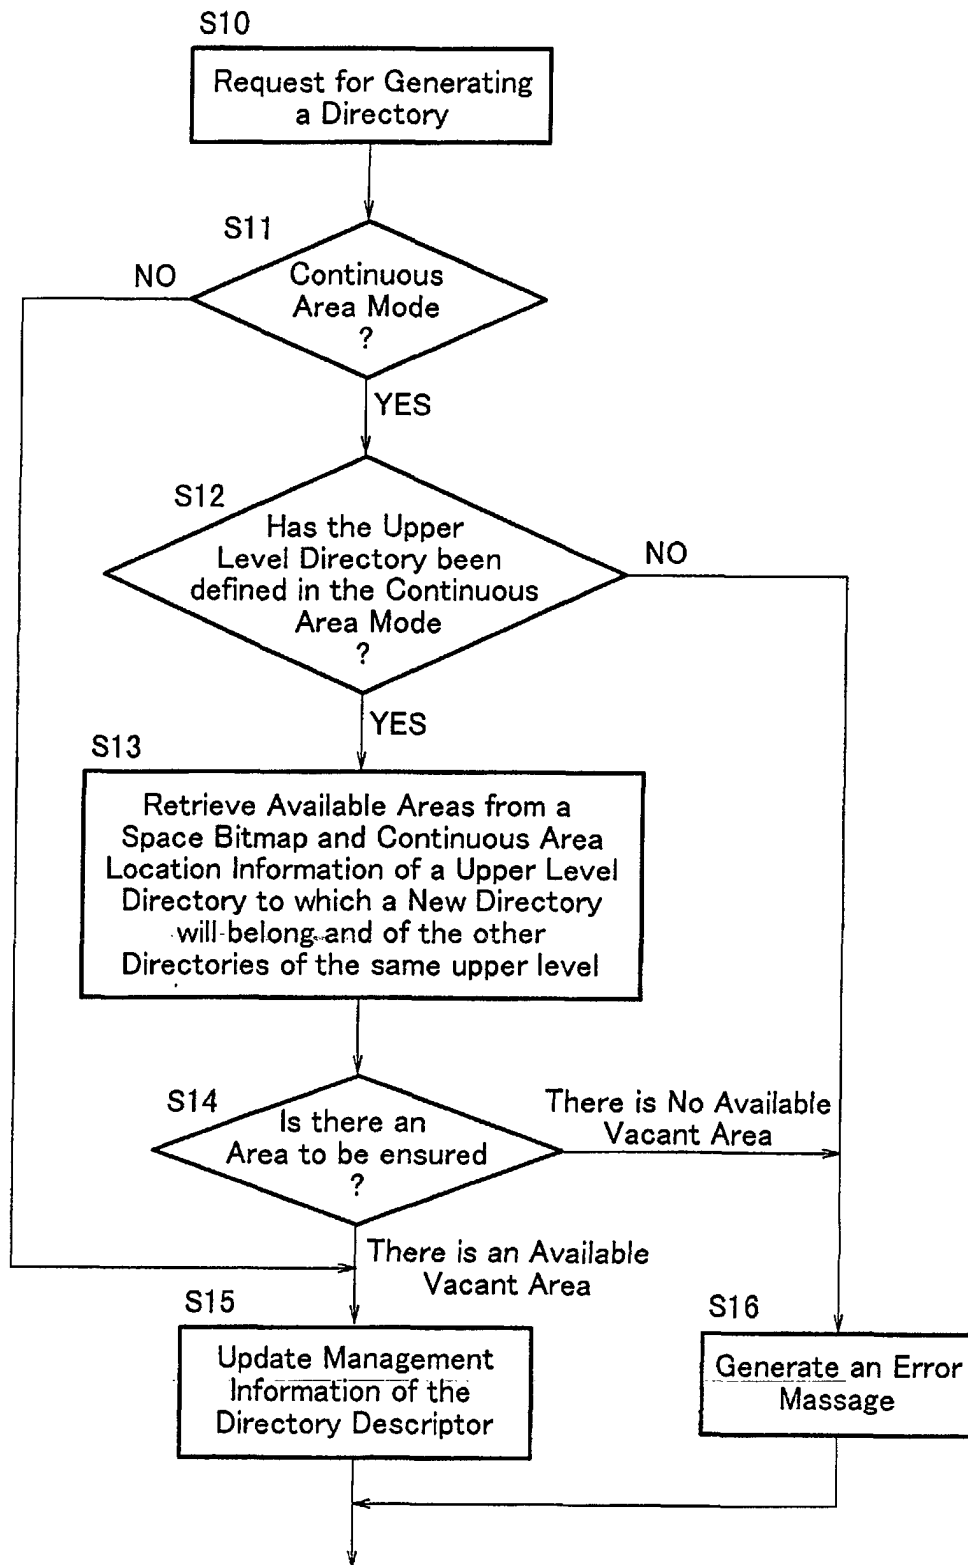 S10
Request for Generating
a Directory
S11
NO
Continuous
Area Mode
?
YES
S12
Has the Upper
Level Directory been
defined in the Continuous
Area Mode
?
NO
YES
S13
Retrieve Available Areas from a
Space Bitmap and Continuous Area
Location Information of a Upper Level
Directory to which a New Directory
will belong and of the other
Directories of the same upper level
S14
Is there an
Area to be ensured
?
There is No Available
Vacant Area
There is an Available
Vacant Area
S15
Update Management
Information of the
Directory Descriptor
S16
Generate an Error
Massage